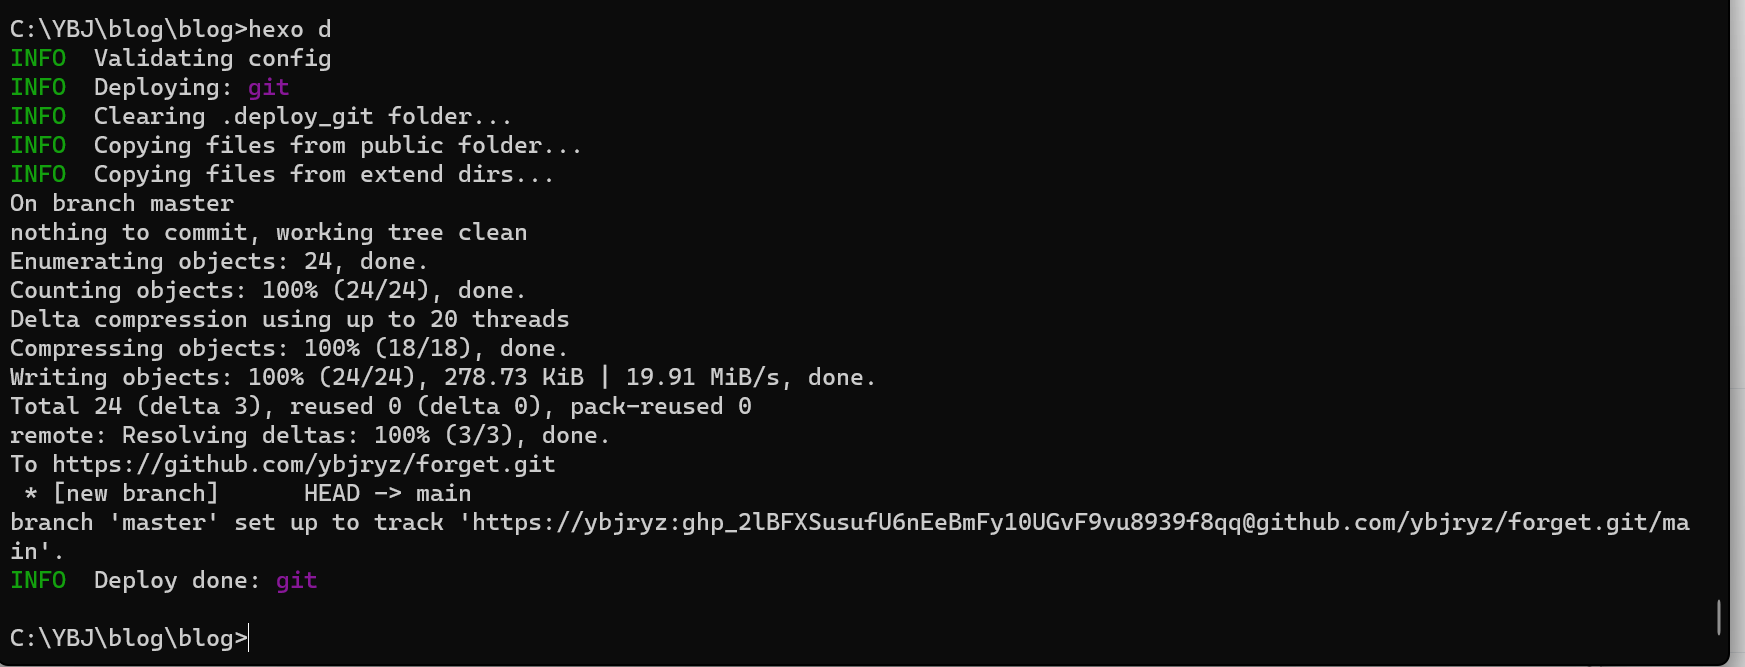 C:\YBJ\blog\blog>hexo d
INFO  Validating config
INFO  Deploying: git
INFO  Clearing .deploy_git folder...
INFO  Copying files from public folder...
INFO  Copying files from extend dirs...
On branch master
nothing to commit, working tree clean
Enumerating objects: 24, done.
Counting objects: 100% (24/24), done.
Delta compression using up to 20 threads
Compressing objects: 100% (18/18), done.
Writing objects: 100% (24/24), 278.73 KiB | 19.91 MiB/s, done.
Total 24 (delta 3), reused 0 (delta 0), pack-reused 0
remote: Resolving deltas: 100% (3/3), done.
To https://github.com/ybjryz/forget.git
 * [new branch]      HEAD -> main
branch 'master' set up to track 'https://ybjryz: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@github.com/ybjryz/forget.git/ma
in'.
INFO  Deploy done: git
C:\YBJ\blog\blog>